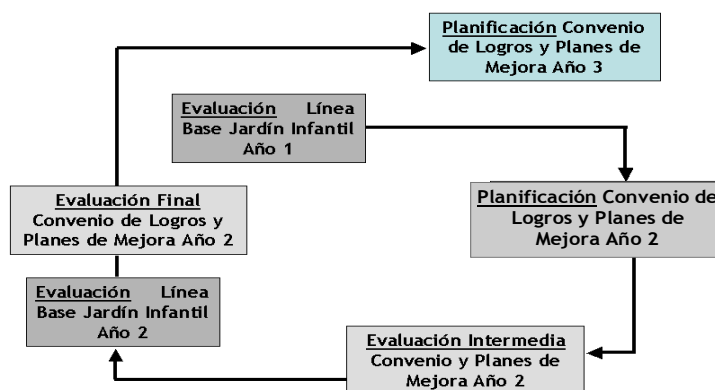 Planificación Convenio
de Logros y Planes de
Mejora Año 3
Evaluación Línea
Base Jardín Infantil
Año 1
Planificación Convenio de
Logros y Planes de
Mejora Año 2
Evaluación Final
Convenio de Logros y
Planes de Mejora Año 2
Evaluación Línea
Base Jardín Infantil
Año 2
Evaluación Intermedia
Convenio y Planes de
Mejora Año 2